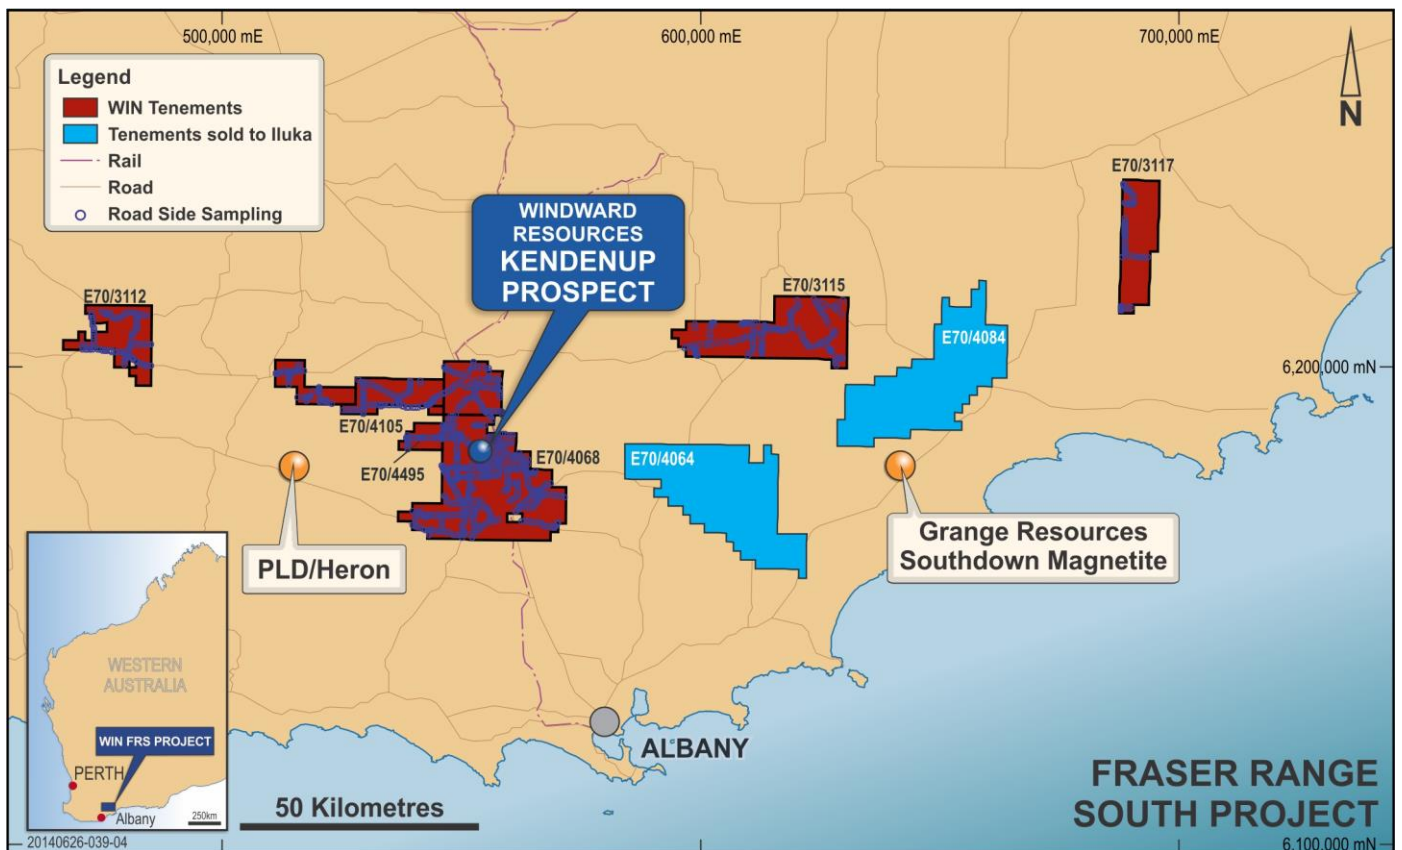 500,000 mE
600,000 mE
700,000 mE
Legend
WIN Tenements
Tenements sold to Iluka
Rail
Road
Road Side Sampling
N
E70/3117
WINDWARD
RESOURCES
KENDENUP
PROSPECT
E70/3112
E70/3115
E70/4084
6,200,000 mN
E70/4105
E70/4495
E70/4068
E70/4064
PLD/Heron
Grange Resources
Southdown Magnetite
WESTERN
AUSTRALIA
WIN FRS PROJECT
PERTH
Albany
250km
ALBANY
50 Kilometres
FRASER RANGE
SOUTH PROJECT
20140626-039-04
6,100,000 mN